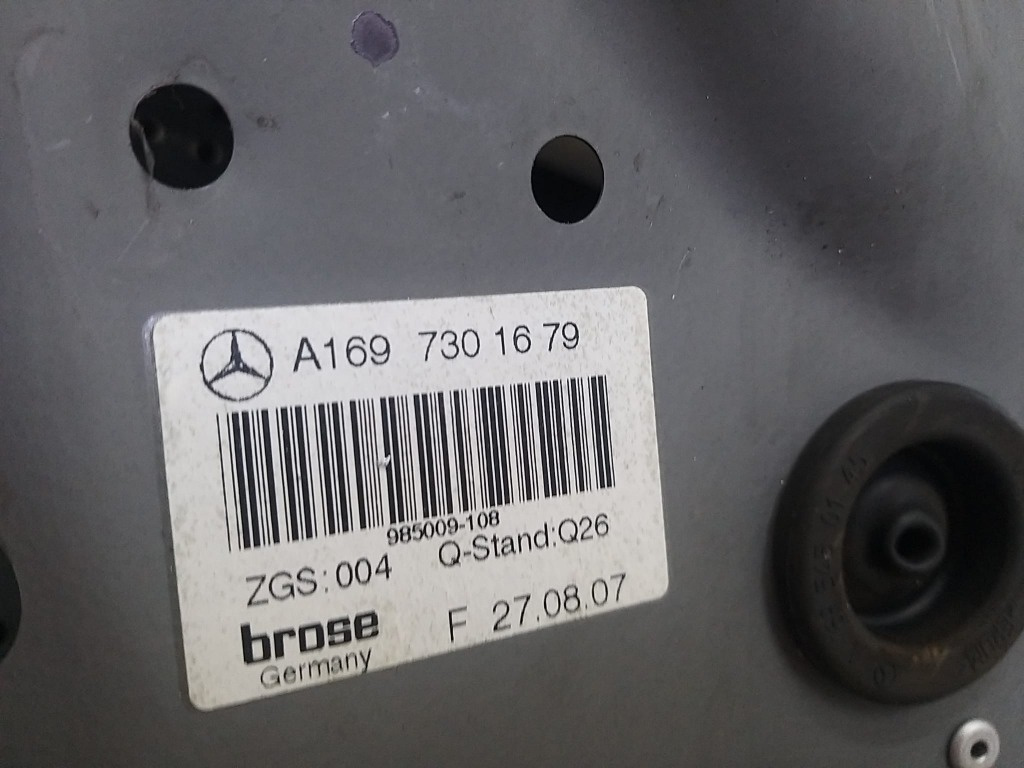 A169 730 16 79
985009-108
ZGS:004 Q-Stand:Q26
brose F 27.08.07
Germany